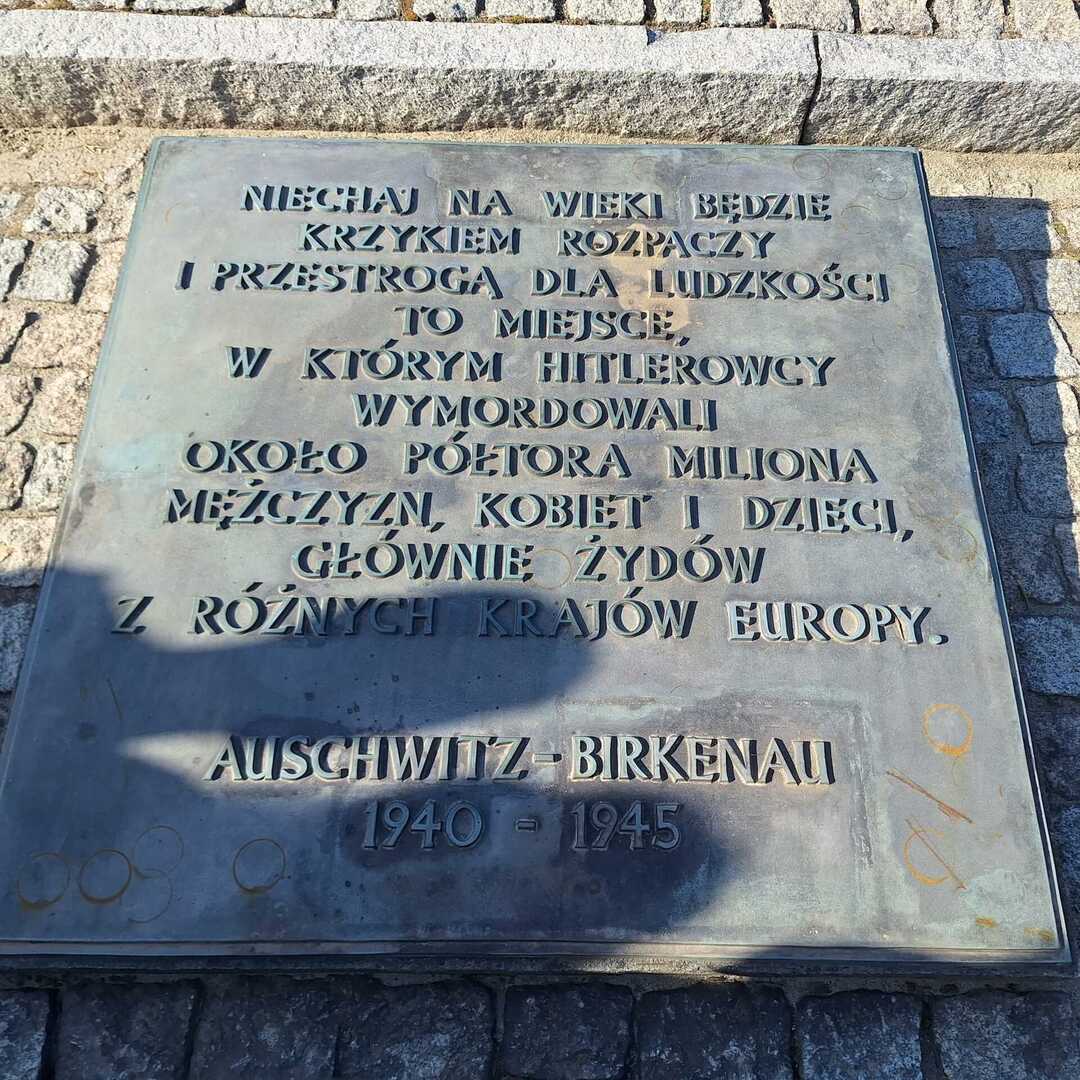 NIECHAJ NA WIEKI BĘDZIE
KRZYKIEM ROZPACZY
I PRZESTROGĄ DLA LUDZKOŚCI
TO MIEJSCE,
W KTÓRYM HITLEROWCY
WYMORDOWALI
OKOŁO PÓŁTORA MILIONA
MĘŻCZYZN, KOBIET I DZIECI,
GŁÓWNIE ŻYDÓW
Z RÓŻNYCH KRAJÓW EUROPY.
AUSCHWITZ-BIRKENAU
1940 - 1945